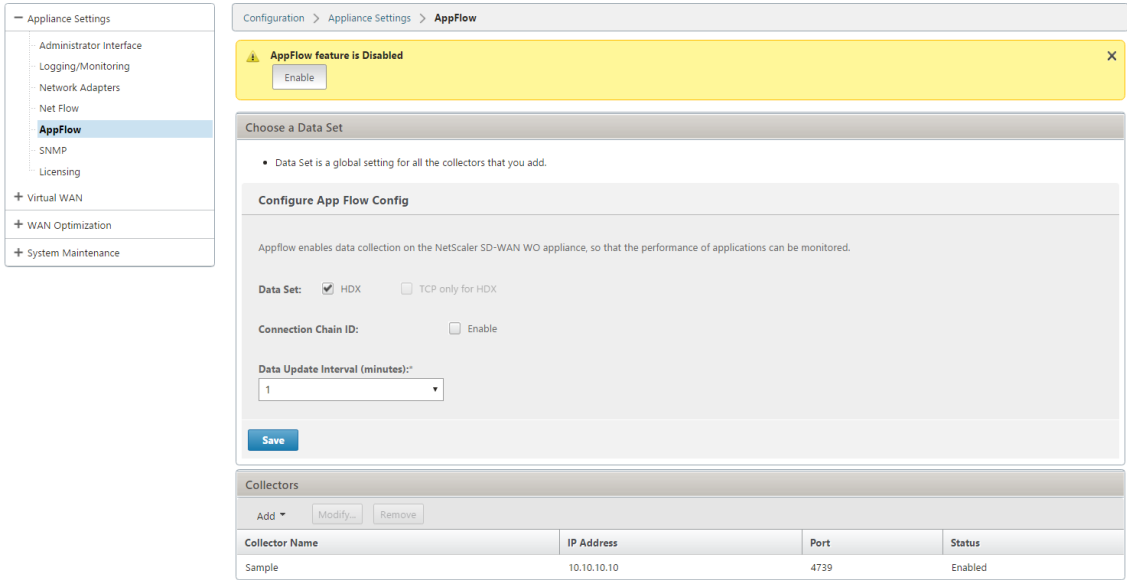 Appliance Settings
Administrator Interface
Logging/Monitoring
Network Adapters
Net Flow
AppFlow
SNMP
Licensing
Virtual WAN
WAN Optimization
System Maintenance
Configuration > Appliance Settings > AppFlow
AppFlow feature is Disabled
Enable
Choose a Data Set
Data Set is a global setting for all the collectors that you add.
Configure App Flow Config
Appflow enables data collection on the NetScaler SD-WAN WO appliance, so that the performance of applications can be monitored.
Data Set: HDX TCP only for HDX
Connection Chain ID: Enable
Data Update Interval (minutes):*
1
Save
Collectors
Add Modify... Remove
Collector Name IP Address Port Status
Sample 10.10.10.10 4739 Enabled